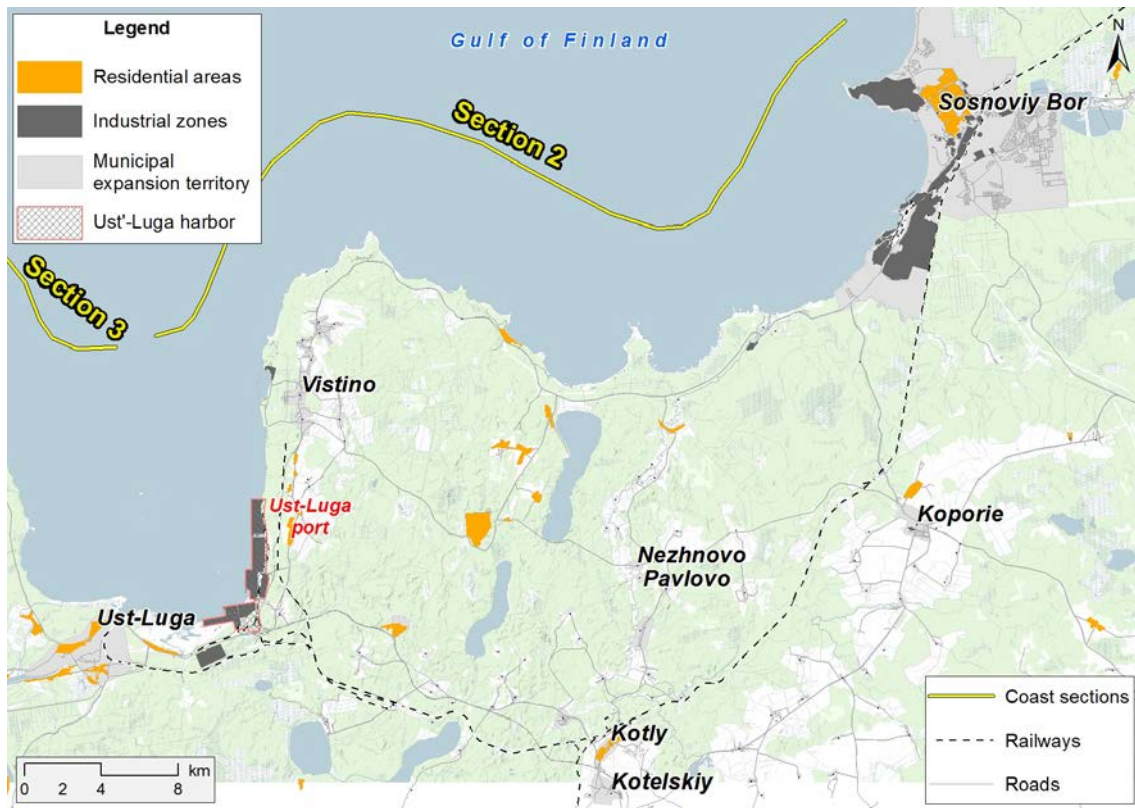 Legend
Residential areas
Industrial zones
Municipal
expansion territory
Ust'-Luga harbor
Gulf of Finland
N
Sosnoviy Bor
Section 2
Section 3
Vistino
Ust-Luga
port
Koporie
Nezhnovo
Pavlovo
Ust-Luga
Kotly
Kotelskiy
Coast sections
Railways
Roads
km
0 2 4 8